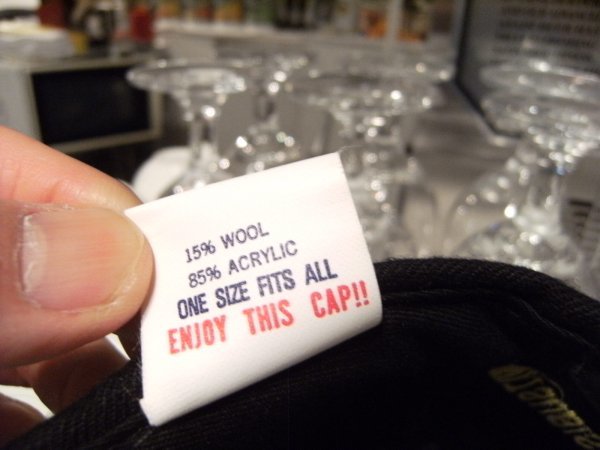 15% WOOL
85% ACRYLIC
ONE SIZE FITS ALL
ENJOY THIS CAP!!